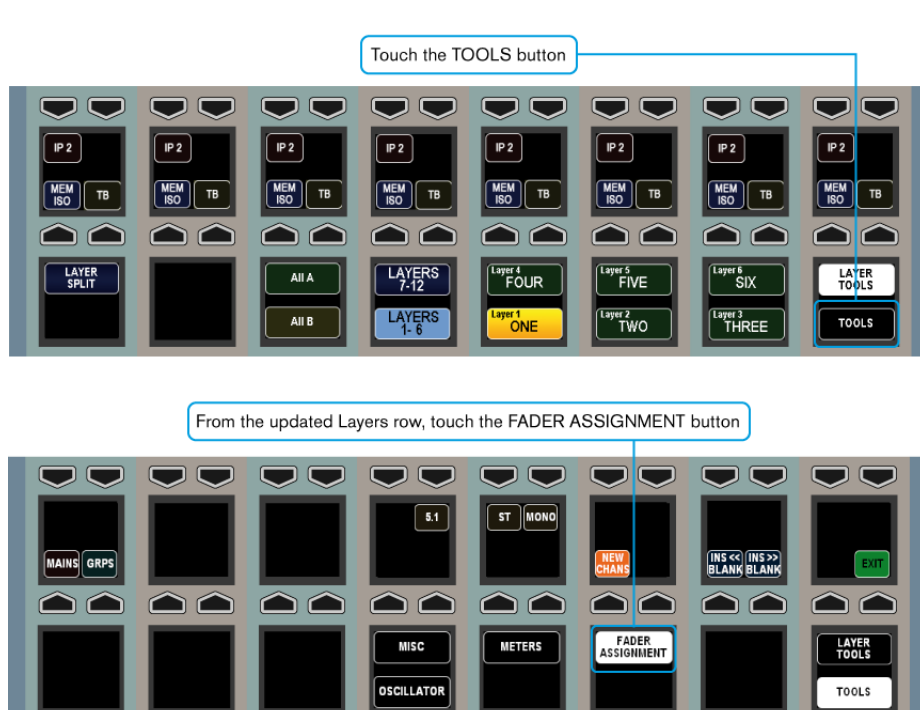 Touch the TOOLS button
IP 2 IP 2 IP 2 IP 2 IP 2 IP 2 IP 2 IP 2
MEM ISO TB MEM ISO TB MEM ISO TB MEM ISO TB MEM ISO TB MEM ISO TB MEM ISO TB MEM ISO TB
LAYER SPLIT All A LAYERS 7-12 Layer 4 FOUR Layer 5 FIVE Layer 6 SIX LAYER TOOLS
All B LAYERS 1- 6 Layer 1 ONE Layer 2 TWO Layer 3 THREE TOOLS
From the updated Layers row, touch the FADER ASSIGNMENT button
5.1 ST MONO
MAINS GRPS NEW CHANS INS << BLANK INS >> BLANK EXIT
MISC METERS FADER ASSIGNMENT LAYER TOOLS
OSCILLATOR TOOLS